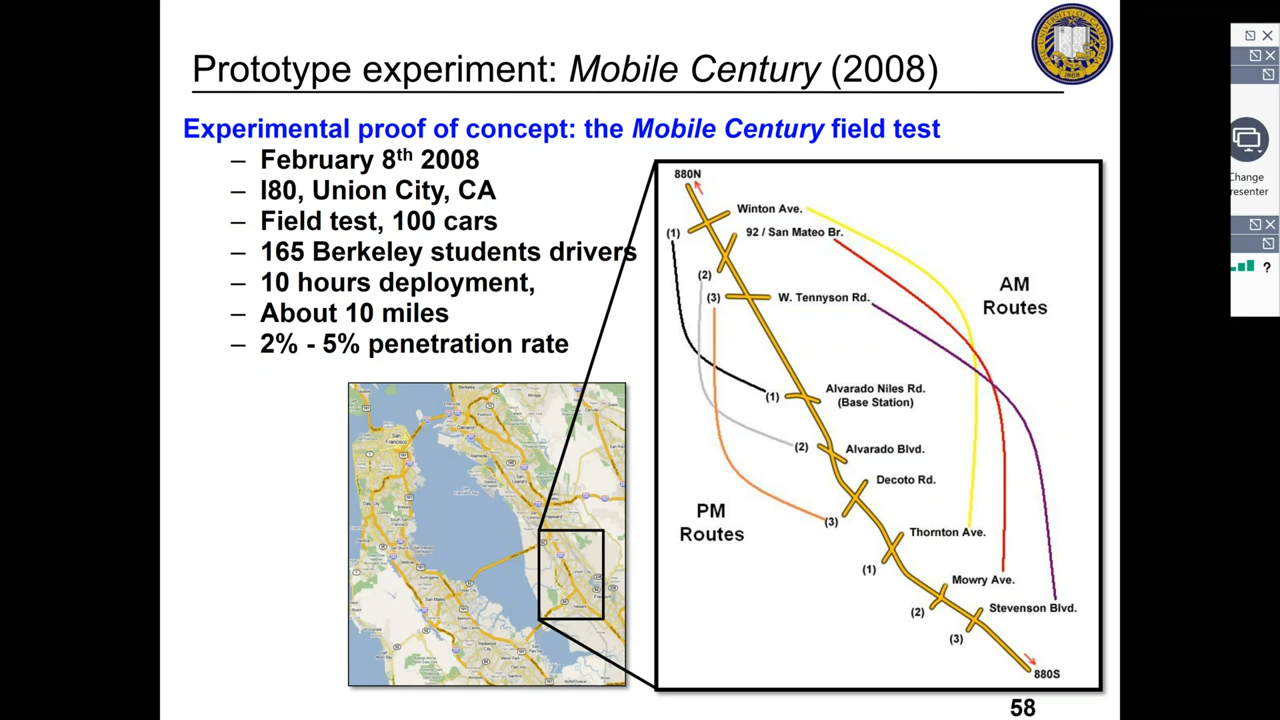 Prototype experiment: Mobile Century (2008)
Experimental proof of concept: the Mobile Century field test
– February 8th 2008
– I80, Union City, CA
– Field test, 100 cars
– 165 Berkeley students drivers
– 10 hours deployment,
– About 10 miles
– 2% - 5% penetration rate
880N
Winton Ave.
(1)
92 / San Mateo Br.
(2)
(3)
W. Tennyson Rd.
AM
Routes
Alvarado Niles Rd.
(Base Station)
(1)
(2)
Alvarado Blvd.
Decoto Rd.
PM
Routes
(3)
Thornton Ave.
(1)
Mowry Ave.
(2)
Stevenson Blvd.
(3)
880S
San
Francisco
58
Change
resenter
?